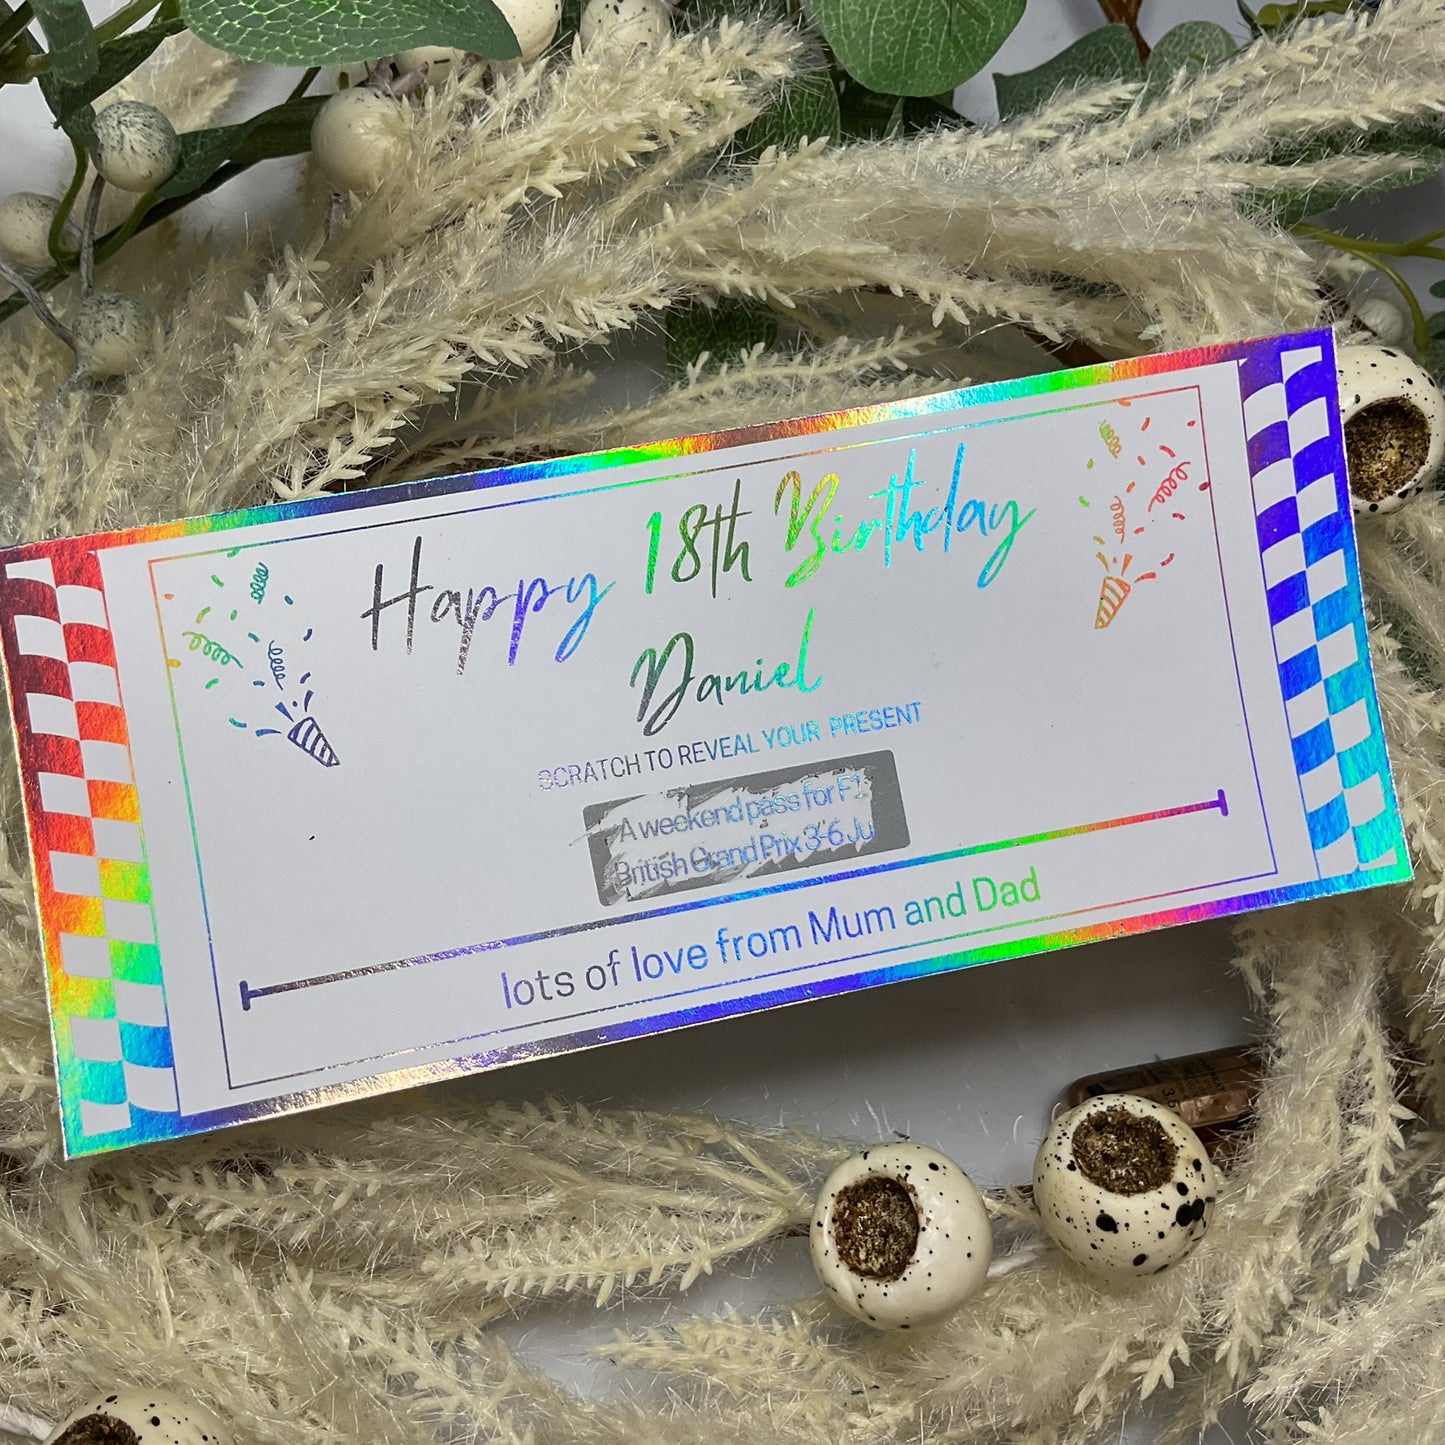 Happy 18th Birthday
Daniel
SCRATCH TO REVEAL YOUR PRESENT
A weekend pass for F1
British Grand Prix 3-6 Ju
lots of love from Mum and Dad